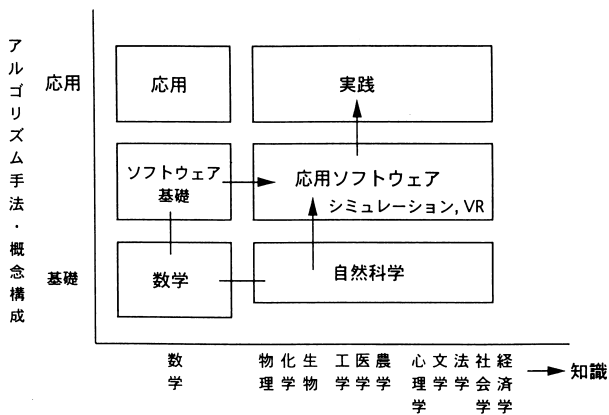 アルゴリズム手法・概念構成
応用
基礎
応用
実践
ソフトウェア
基礎
応用ソフトウェア
シミュレーション, VR
数学
自然科学
数学
物理
化学
生物
工学
医学
農学
心理学
文学
法学
社会学
経済学
知識